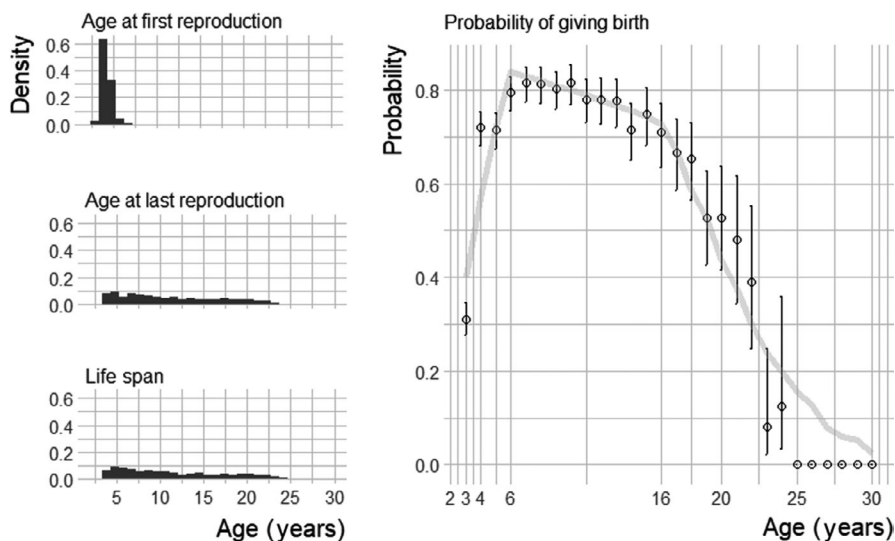 Age at first reproduction
Density
0.6
0.4
0.2
0.0
Age at last reproduction
0.6
0.4
0.2
0.0
Life span
0.6
0.4
0.2
0.0
5 10 15 20 25 30
Age (years)
Probability of giving birth
Probability
0.8
0.6
0.4
0.2
0.0
2 3 4 6 16 20 25 30
Age (years)